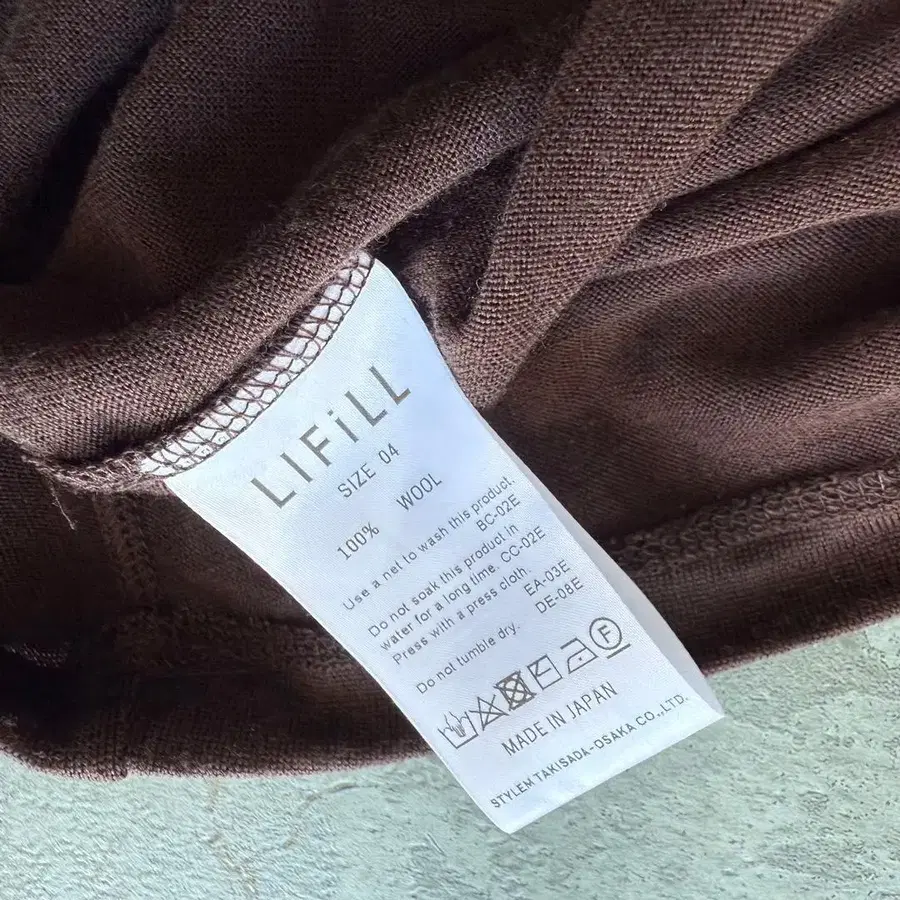 LIFiLL
SIZE 04
100% WOOL
Use a net to wash this product.
BC-02E
Do not soak this product in
water for a long time. CC-02E
Press with a press cloth.
EA-03E
Do not tumble dry.
DE-08E
F
MADE IN JAPAN
STYLEM TAKISADA-OSAKA CO.,LTD.